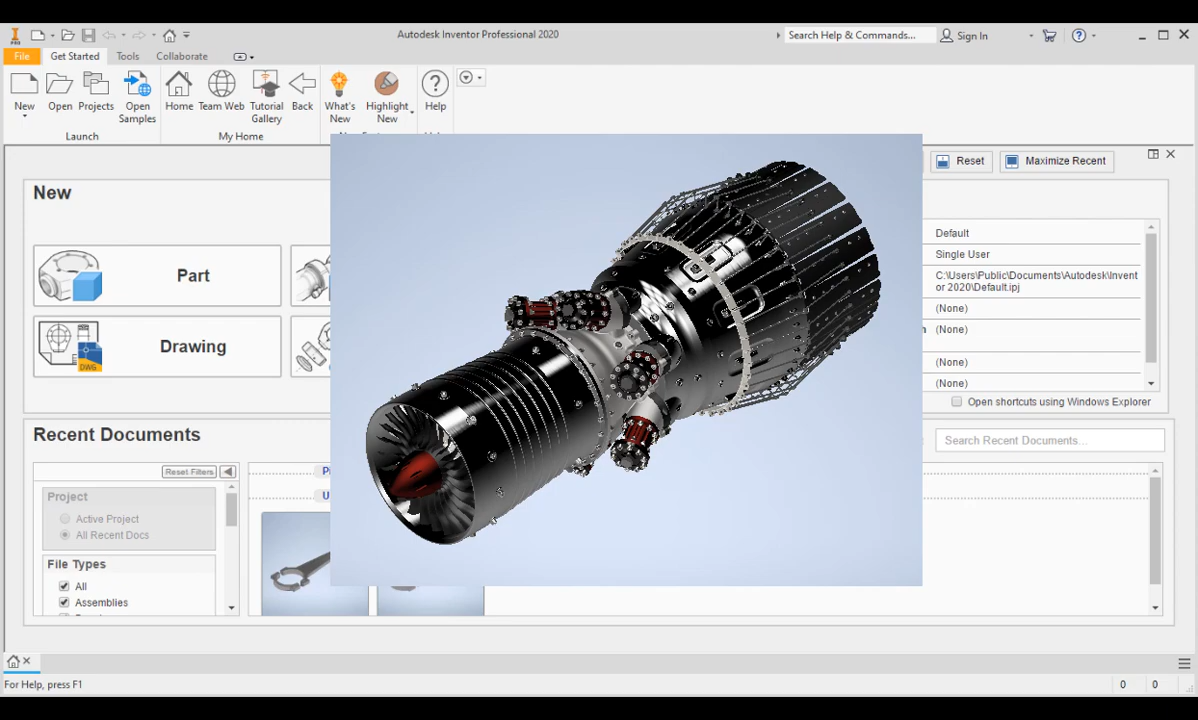 PRO
Autodesk Inventor Professional 2020
Search Help & Commands...
Sign In
File
Get Started
Tools
Collaborate
New
Open
Projects
Open
Samples
Home
Team Web
Tutorial
Gallery
Back
What's
New
Highlight
New
Help
Launch
My Home
Reset
Maximize Recent
New
Part
Drawing
DWG
Default
Single User
C:\Users\Public\Documents\Autodesk\Invent
or 2020\Default.ipj
(None)
(None)
(None)
(None)
Open shortcuts using Windows Explorer
Recent Documents
Search Recent Documents...
Reset Filters
Project
Active Project
All Recent Docs
File Types
All
Assemblies
For Help, press F1
0
0